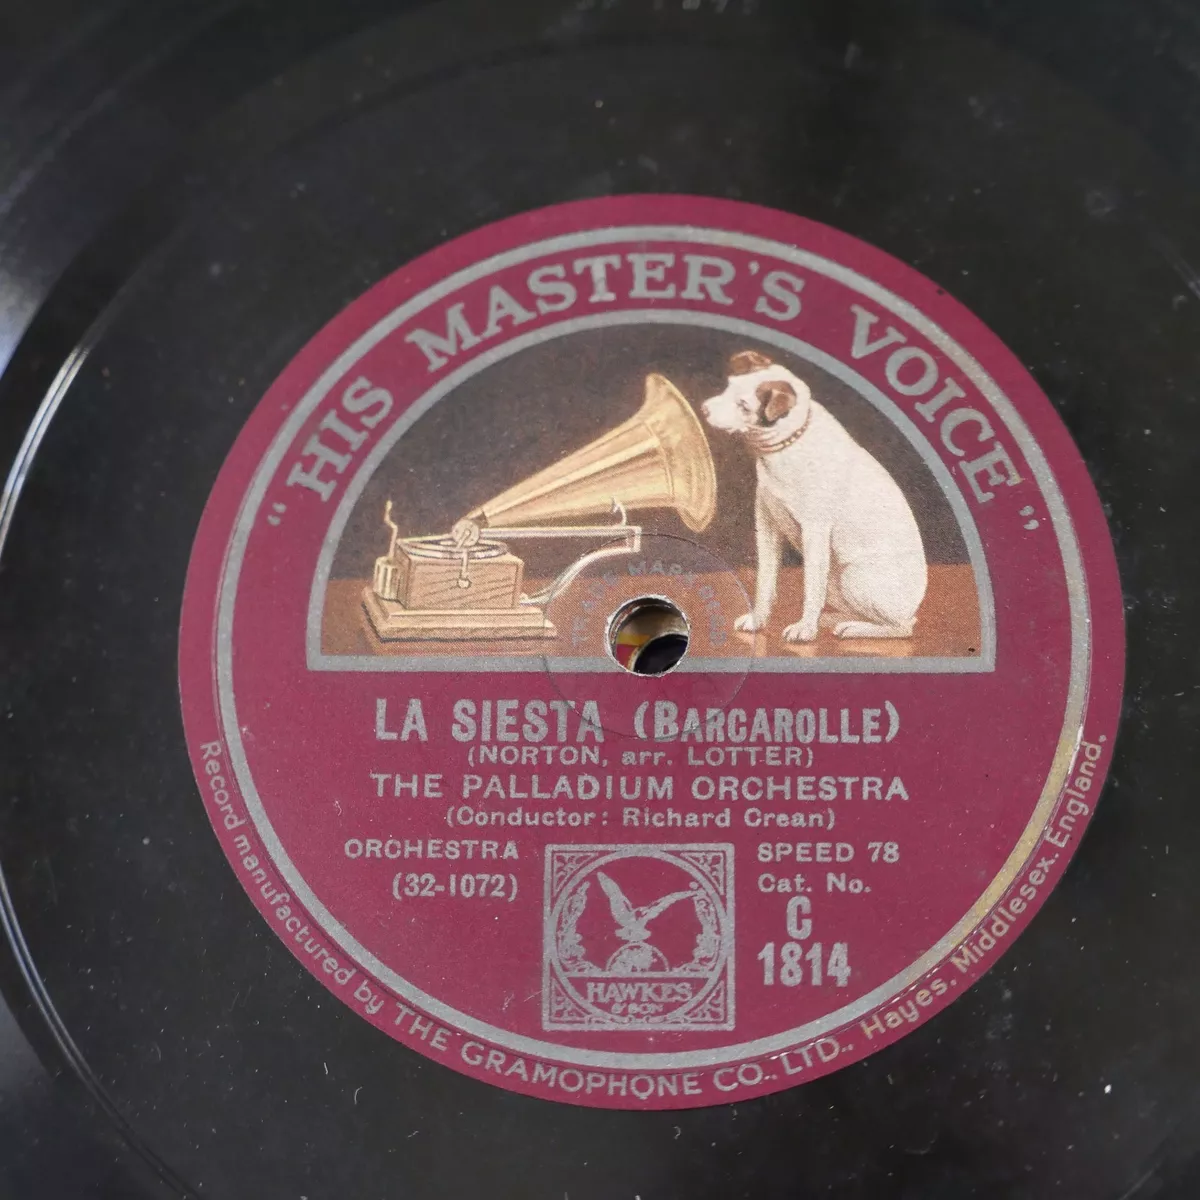 "HIS MASTER'S VOICE"
LA SIESTA (BARCAROLLE)
(NORTON, arr. LOTTER)
THE PALLADIUM ORCHESTRA
(Conductor: Richard Crean)
ORCHESTRA
(32-1072)
SPEED 78
Cat. No.
C
1814
HAWKES
& SON
Record manufactured by THE GRAMOPHONE CO., LTD., Hayes, Middlesex, England.